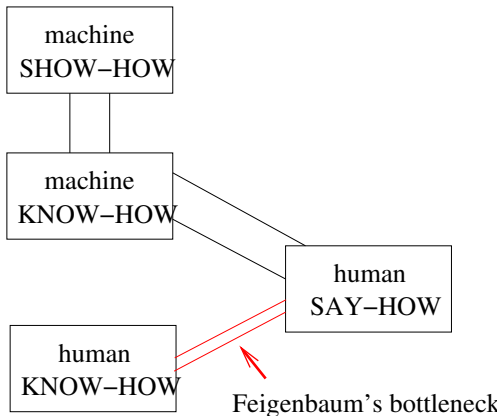 machine
SHOW−HOW
machine
KNOW−HOW
human
SAY−HOW
human
KNOW−HOW
Feigenbaum's bottleneck